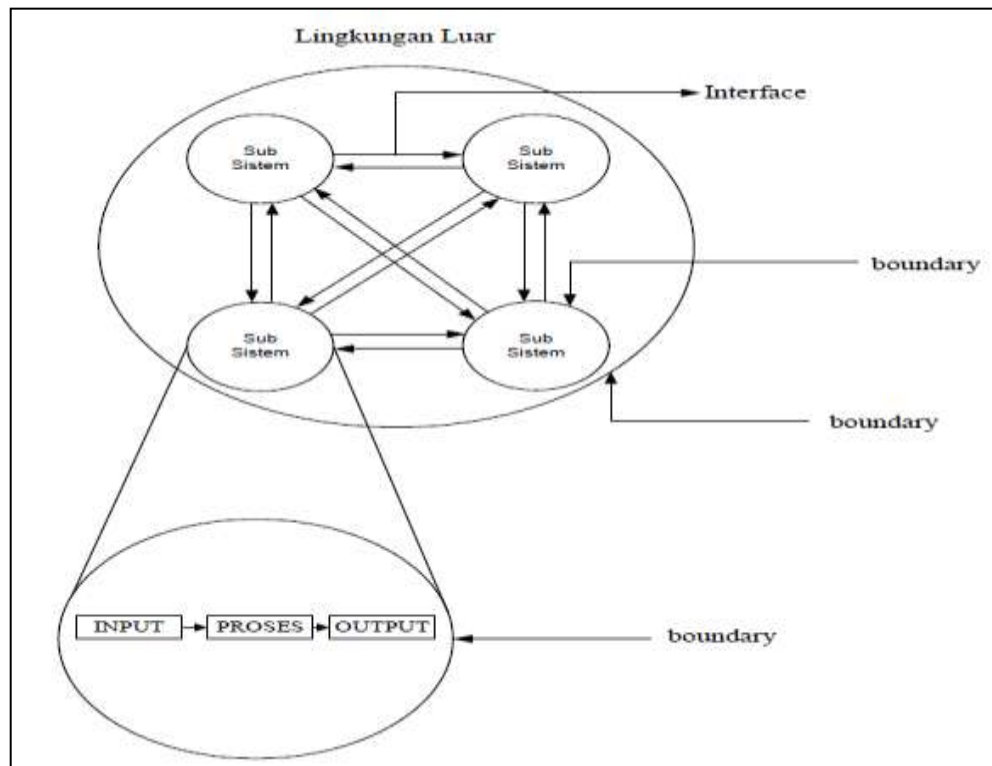 Lingkungan Luar
Interface
Sub
Sistem
Sub
Sistem
boundary
Sub
Sistem
Sub
Sistem
boundary
INPUT
PROSES
OUTPUT
boundary